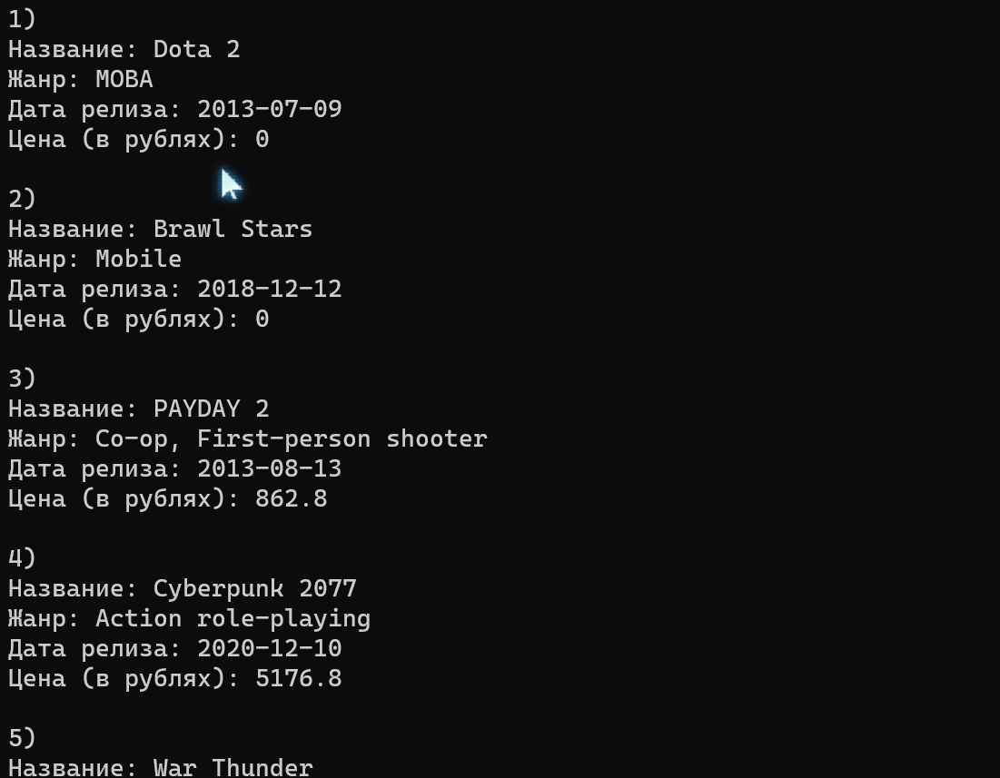 1)
Название: Dota 2
Жанр: MOBA
Дата релиза: 2013-07-09
Цена (в рублях): 0
2)
Название: Brawl Stars
Жанр: Mobile
Дата релиза: 2018-12-12
Цена (в рублях): 0
3)
Название: PAYDAY 2
Жанр: Co-op, First-person shooter
Дата релиза: 2013-08-13
Цена (в рублях): 862.8
4)
Название: Cyberpunk 2077
Жанр: Action role-playing
Дата релиза: 2020-12-10
Цена (в рублях): 5176.8
5)
Название: War Thunder